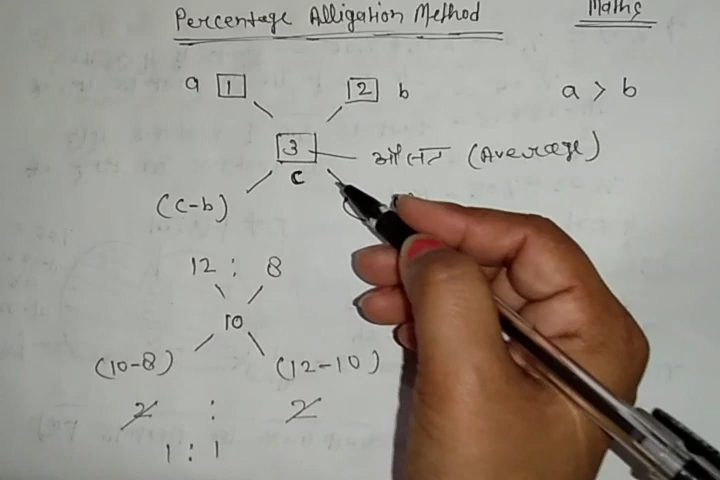 Percentage Alligation Method Maths
a 1 2 b a > b
3 औसत (Average)
c
(c-b) (
12 : 8
10
(10-8) (12-10)
2 : 2
1 : 1